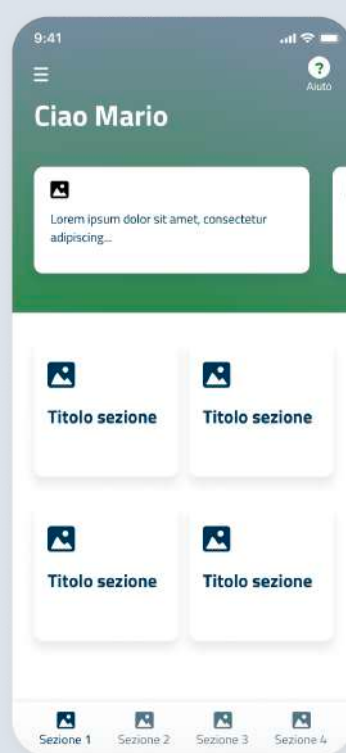 9:41
?
Aiuto
Ciao Mario
Lorem ipsum dolor sit amet, consectetur
adipiscing...
Titolo sezione
Titolo sezione
Titolo sezione
Titolo sezione
Sezione 1
Sezione 2
Sezione 3
Sezione 4